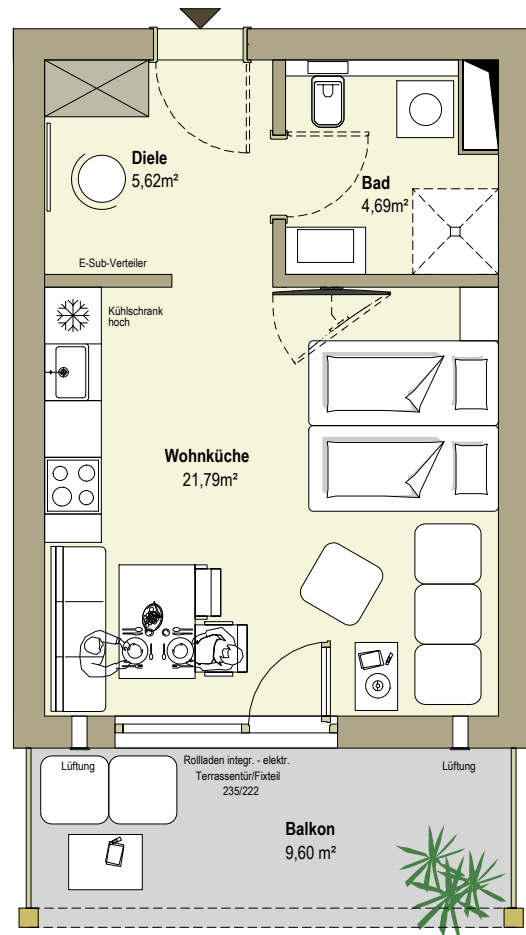 Diele
5,62m²
Bad
4,69m²
E-Sub-Verteiler
Kühlschrank
hoch
Wohnküche
21,79m²
Lüftung
Rollladen integr. - elektr.
Terrassentür/Fixteil
235/222
Lüftung
Balkon
9,60 m²